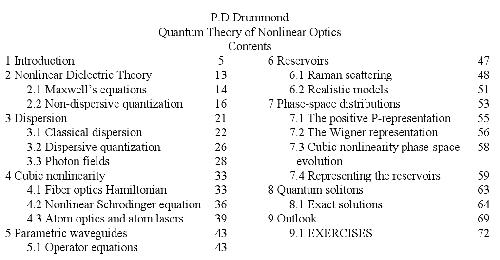 P.D Drummond
Quantum Theory of Nonlinear Optics
Contents
1 Introduction 5
2 Nonlinear Dielectric Theory 13
2.1 Maxwell's equations 14
2.2 Non-dispersive quantization 16
3 Dispersion 21
3.1 Classical dispersion 22
3.2 Dispersive quantization 26
3.3 Photon fields 28
4 Cubic nonlinearity 33
4.1 Fiber optics Hamiltonian 33
4.2 Nonlinear Schrodinger equation 36
4.3 Atom optics and atom lasers 39
5 Parametric waveguides 43
5.1 Operator equations 43
6 Reservoirs 47
6.1 Raman scattering 48
6.2 Realistic models 51
7 Phase-space distributions 53
7.1 The positive P-representation 55
7.2 The Wigner representation 56
7.3 Cubic nonlinearity phase-space 58
evolution
7.4 Representing the reservoirs 59
8 Quantum solitons 63
8.1 Exact solutions 64
9 Outlook 69
9.1 EXERCISES 72